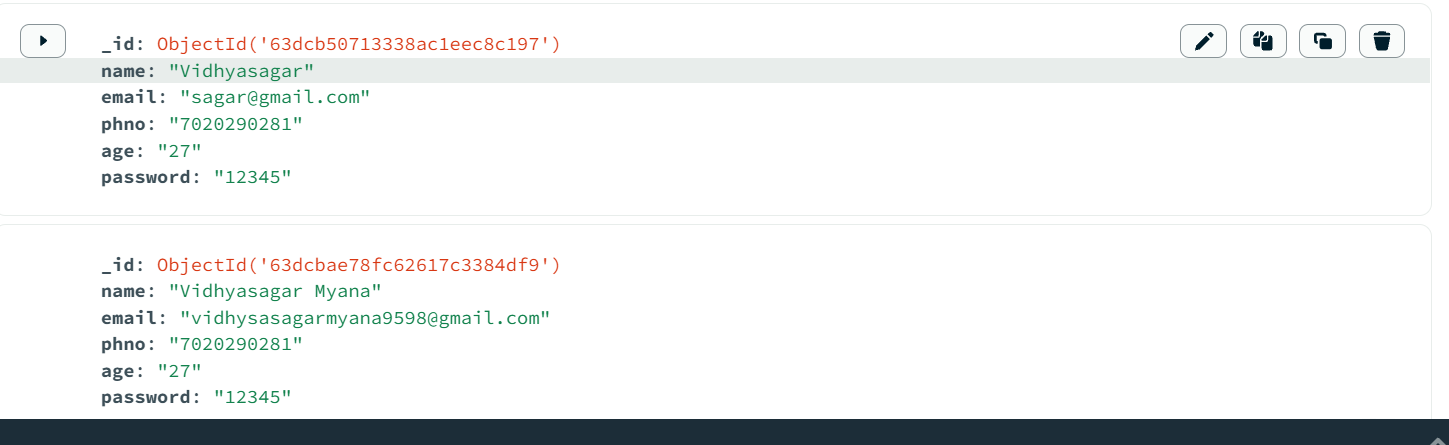 _id: ObjectId('63dcb50713338ac1eec8c197')
name: "Vidhyasagar"
email: "sagar@gmail.com"
phno: "7020290281"
age: "27"
password: "12345"
_id: ObjectId('63dcbae78fc62617c3384df9')
name: "Vidhyasagar Myana"
email: "vidhysasagarmyana9598@gmail.com"
phno: "7020290281"
age: "27"
password: "12345"